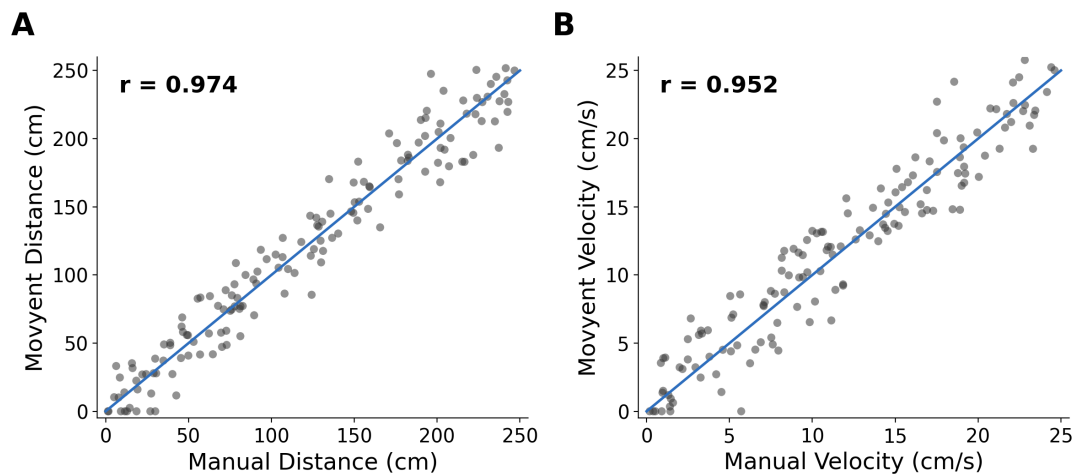 A
B
r = 0.974
r = 0.952
250
200
150
100
50
0
Movyent Distance (cm)
0 50 100 150 200 250
Manual Distance (cm)
25
20
15
10
5
0
Movyent Velocity (cm/s)
0 5 10 15 20 25
Manual Velocity (cm/s)